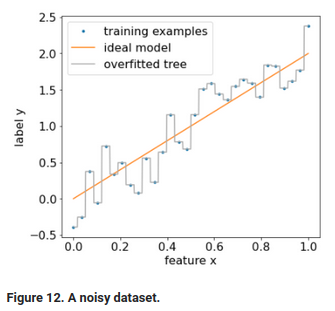 2.5
2.0
1.5
1.0
0.5
0.0
−0.5
label y
training examples
ideal model
overfitted tree
0.0 0.2 0.4 0.6 0.8 1.0
feature x
Figure 12. A noisy dataset.